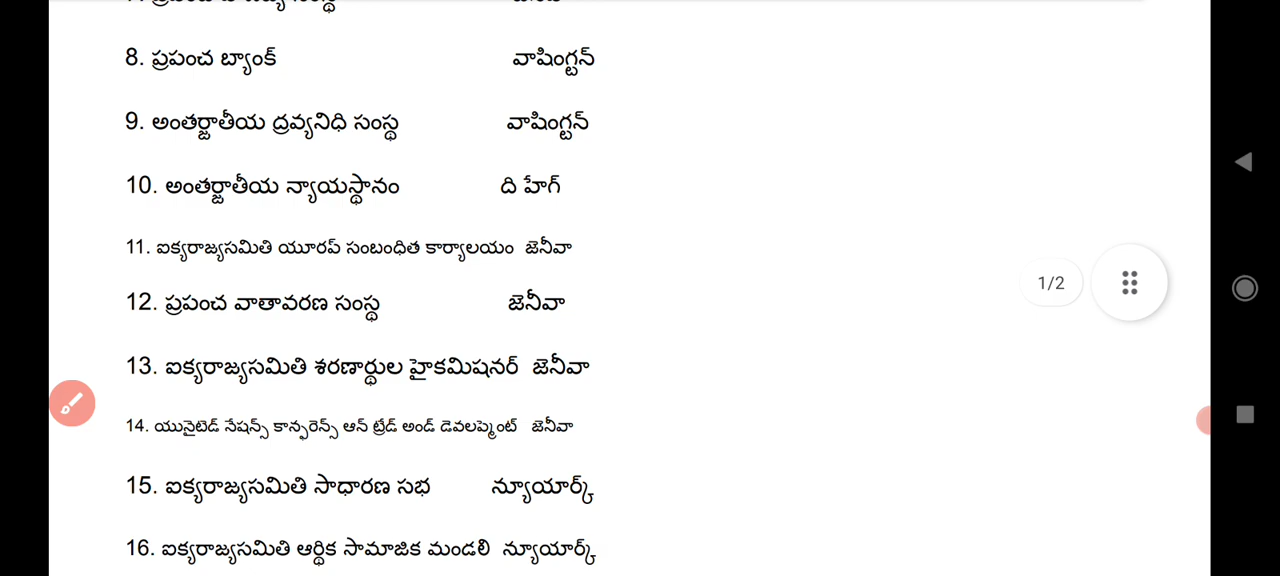 8. ప్రపంచ బ్యాంక్ వాషింగ్టన్
9. అంతర్జాతీయ ద్రవ్యనిధి సంస్థ వాషింగ్టన్
10. అంతర్జాతీయ న్యాయస్థానం ది హేగ్
11. ఐక్యరాజ్యసమితి యూరప్ సంబంధిత కార్యాలయం జెనీవా
1/2
12. ప్రపంచ వాతావరణ సంస్థ జెనీవా
13. ఐక్యరాజ్యసమితి శరణార్థుల హైకమిషనర్ జెనీవా
14. యునైటెడ్ నేషన్స్ కాన్ఫరెన్స్ ఆన్ ట్రేడ్ అండ్ డెవలప్మెంట్ జెనీవా
15. ఐక్యరాజ్యసమితి సాధారణ సభ న్యూయార్క్
16. ఐక్యరాజ్యసమితి ఆర్థిక సామాజిక మండలి న్యూయార్క్